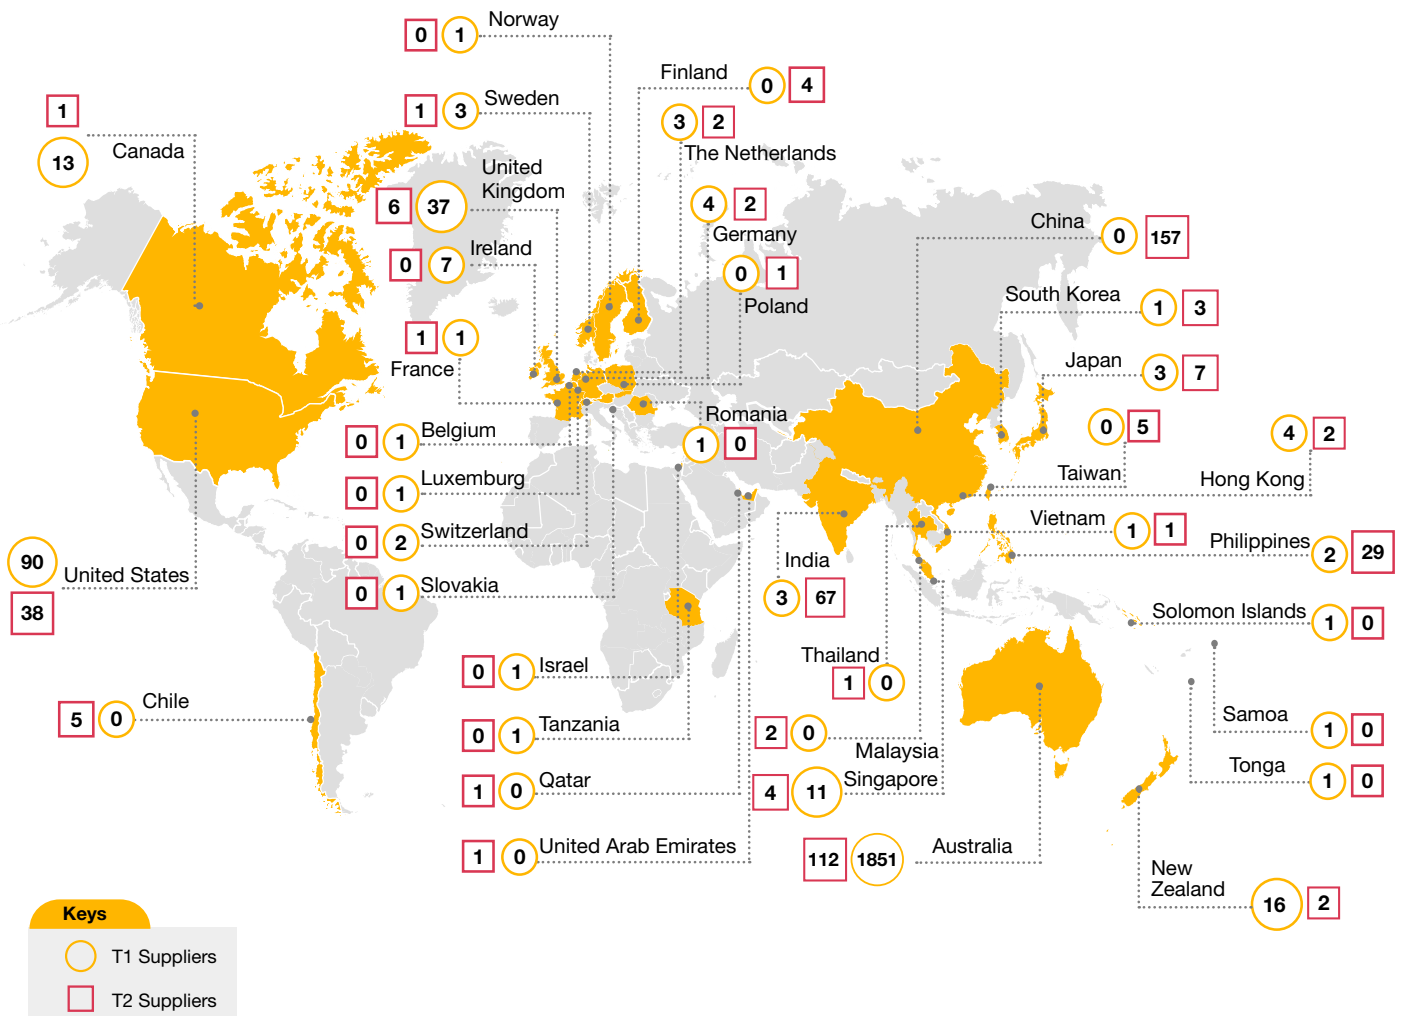 0 1 Norway
1 3 Sweden
1
13 Canada
United
Kingdom
6 37
0 7 Ireland
1 1
France
Finland 0 4
3 2
The Netherlands
4 2
Germany
0 1
Poland
Romania
1 0
China 0 157
South Korea 1 3
Japan 3 7
0 5
Taiwan
4 2
Hong Kong
Vietnam 1 1
Philippines 2 29
Solomon Islands 1 0
Samoa 1 0
Tonga 1 0
0 1 Belgium
0 1 Luxemburg
0 2 Switzerland
0 1 Slovakia
90
United States
38
5 0 Chile
India
3 67
Thailand
1 0
0 1 Israel
0 1 Tanzania
1 0 Qatar
1 0 United Arab Emirates
2 0
Malaysia
4 11 Singapore
112 1851 Australia
New
Zealand
16 2
Keys
T1 Suppliers
T2 Suppliers